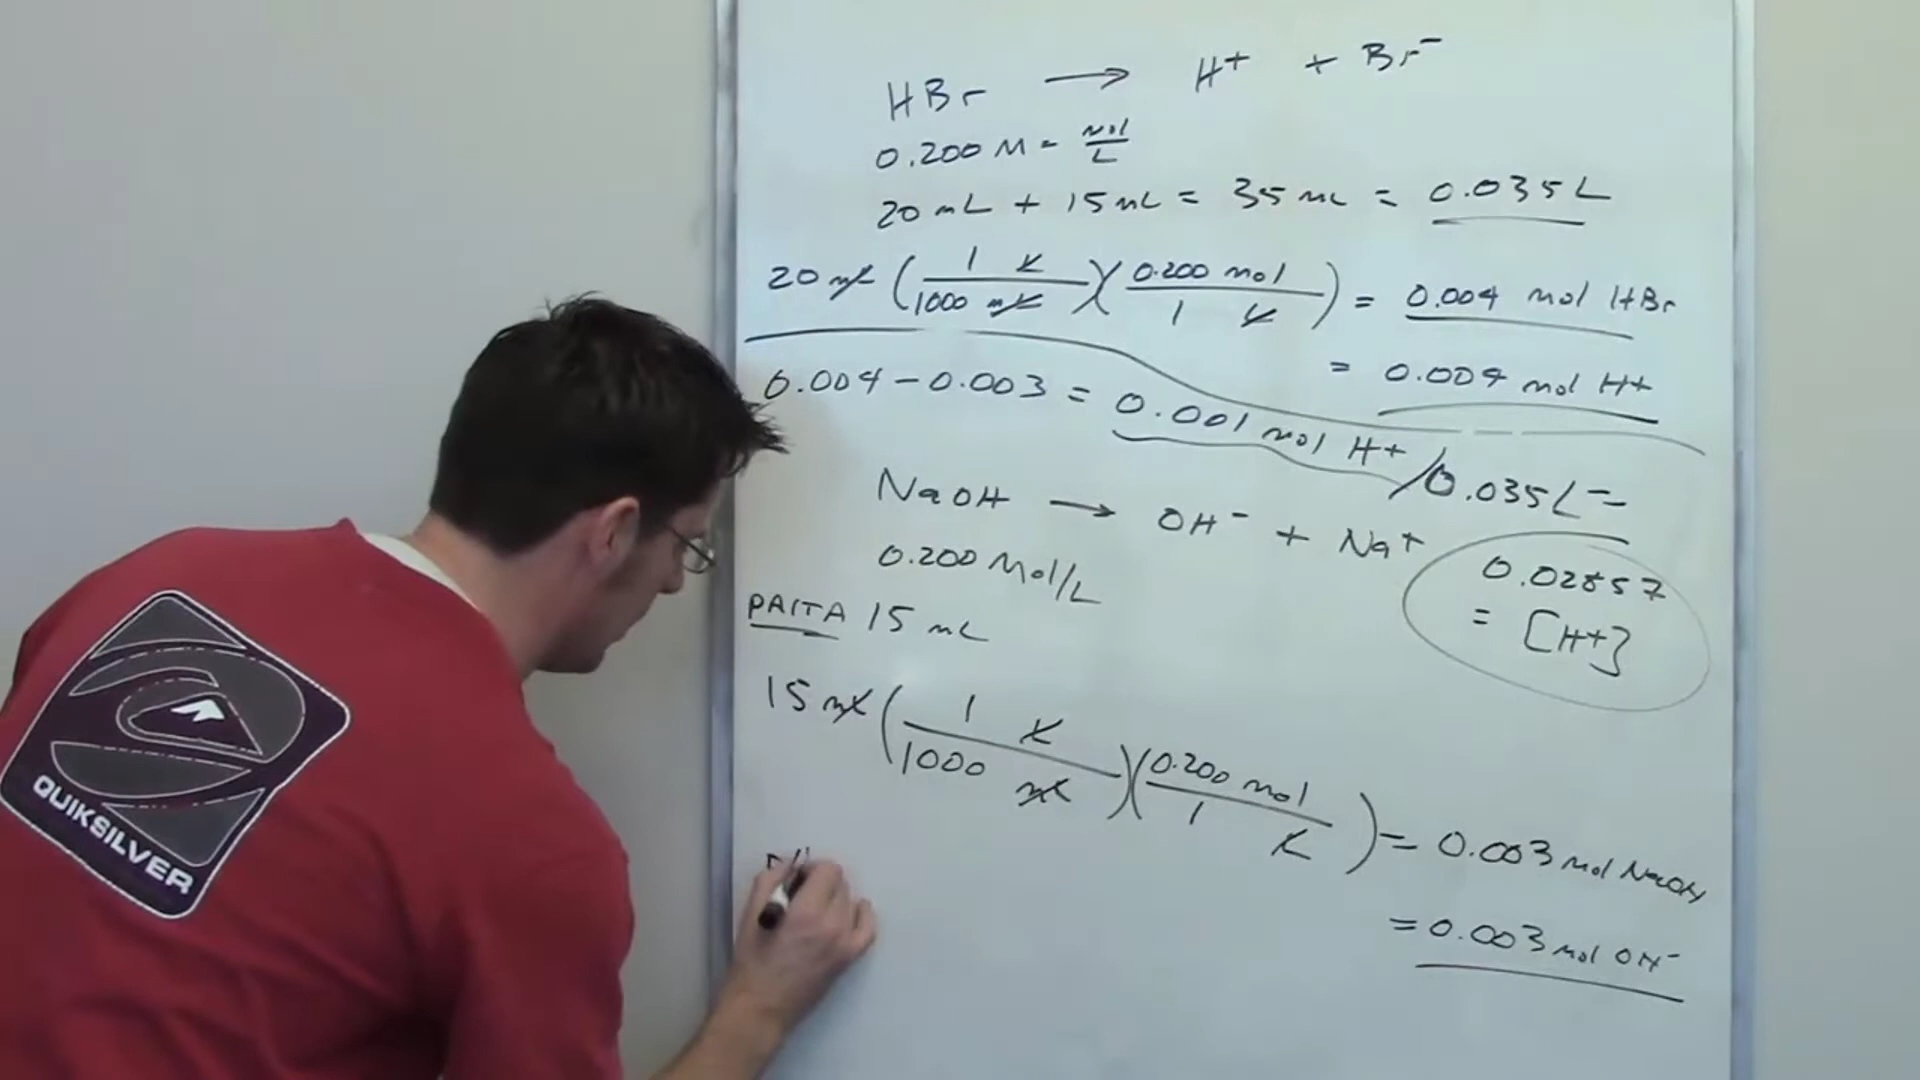 HBr → H+ + Br-
0.200 M = mol/L
20 mL + 15 mL = 35 mL = 0.035 L
20 mL (1 L / 1000 mL)(0.200 mol / 1 L) = 0.004 mol HBr
= 0.004 mol H+
0.004 - 0.003 = 0.001 mol H+ / 0.035 L =
NaOH → OH- + Na+
0.02857
= [H+]
0.200 Mol/L
PAITA 15 mL
15 mL (1 L / 1000 mL)(0.200 mol / 1 L) = 0.003 mol NaOH
= 0.003 mol OH-
QUIKSILVER